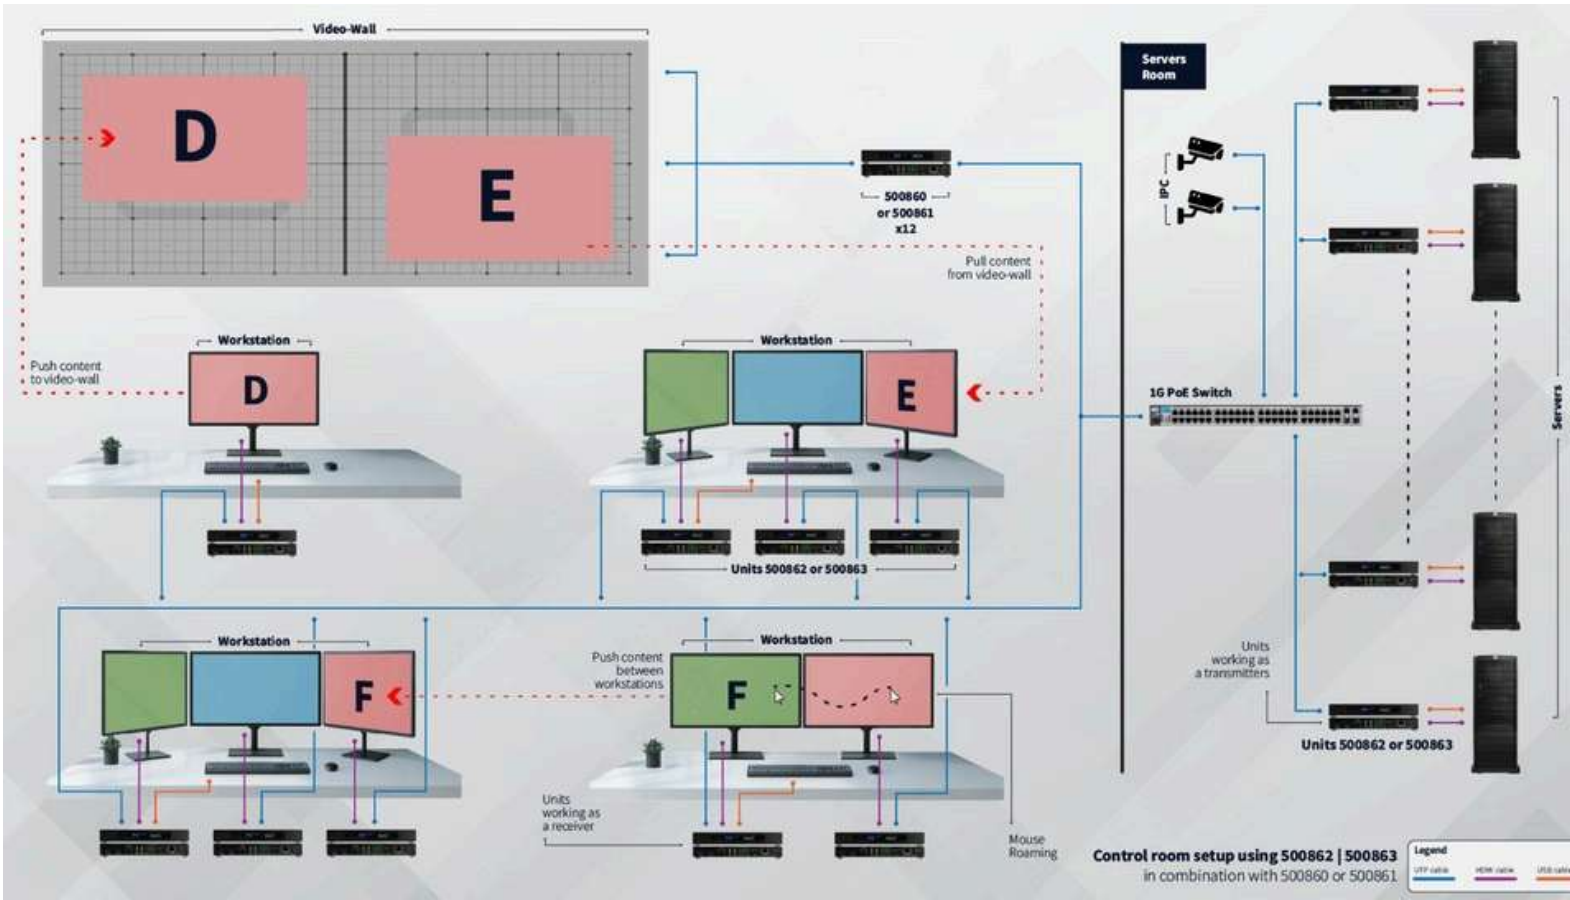 Video-Wall
D
E
Servers
Room
IPC
500860
or 500861
x12
Pull content
from video-wall
Push content
to video-wall
Workstation
D
Workstation
E
1G PoE Switch
Servers
Units 500862 or 500863
Workstation
F
Push content
between
workstations
Workstation
F
Units
working as
a transmitters
Units 500862 or 500863
Units
working as
a receiver
Mouse
Roaming
Control room setup using 500862 | 500863
in combination with 500860 or 500861
Legend
UTP cable
HDMI cable
USB cable